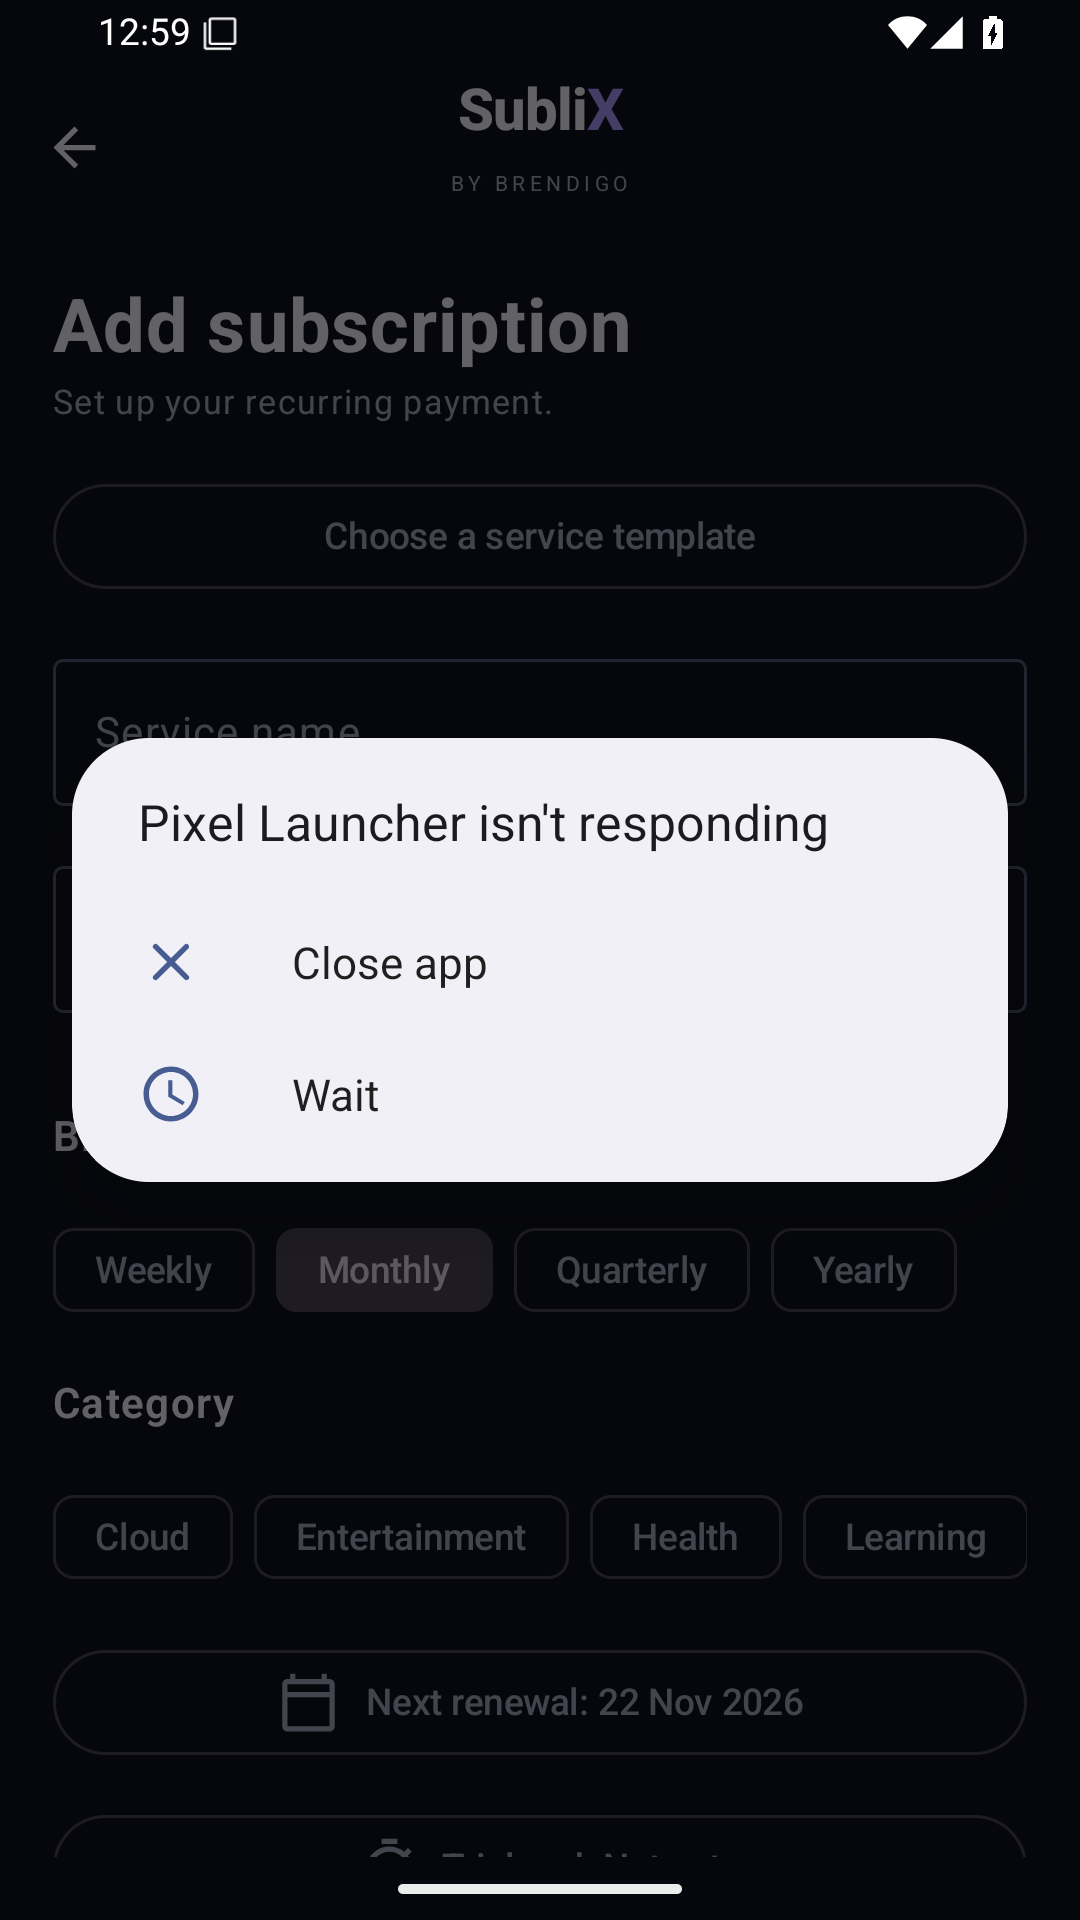 12:59
SubliX
BY BRENDIGO
Add subscription
Set up your recurring payment.
Choose a service template
Service name
Pixel Launcher isn't responding
Close app
Wait
Weekly Monthly Quarterly Yearly
Category
Cloud Entertainment Health Learning
Next renewal: 22 Nov 2026